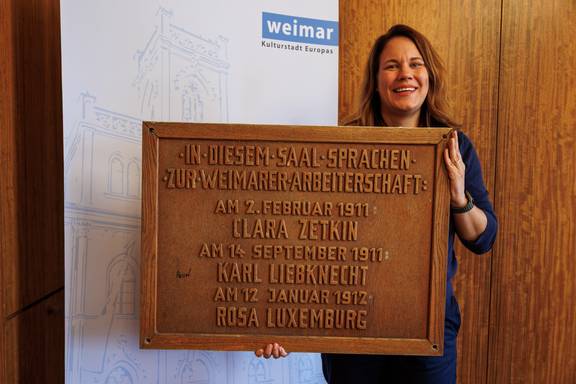 weimar
Kulturstadt Europas
·IN·DIESEM·SAAL·SPRACHEN·
·ZUR·WEIMARER·ARBEITERSCHAFT:
AM 2. FEBRUAR 1911:
CLARA ZETKIN
AM 14 SEPTEMBER 1911:
KARL LIEBKNECHT
AM 12 JANUAR 1912:
ROSA LUXEMBURG